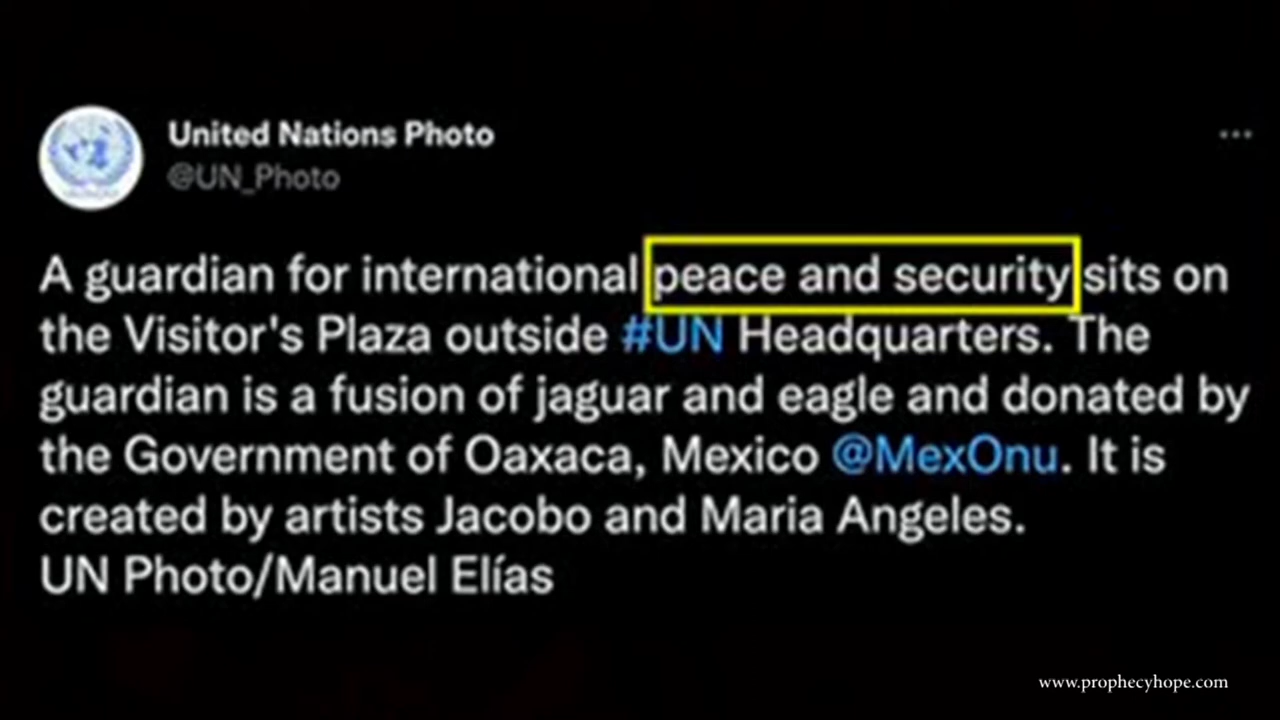 United Nations Photo
@UN_Photo
A guardian for international peace and security sits on
the Visitor's Plaza outside #UN Headquarters. The
guardian is a fusion of jaguar and eagle and donated by
the Government of Oaxaca, Mexico @MexOnu. It is
created by artists Jacobo and Maria Angeles.
UN Photo/Manuel Elías
www.prophecyhope.com